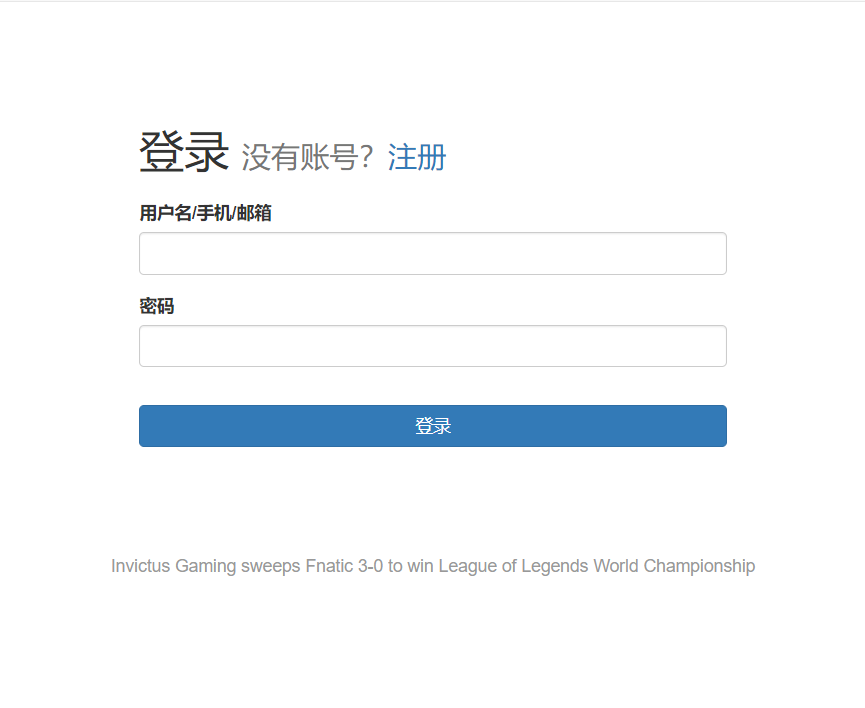 登录 没有账号？注册
用户名/手机/邮箱
密码
登录
Invictus Gaming sweeps Fnatic 3-0 to win League of Legends World Championship